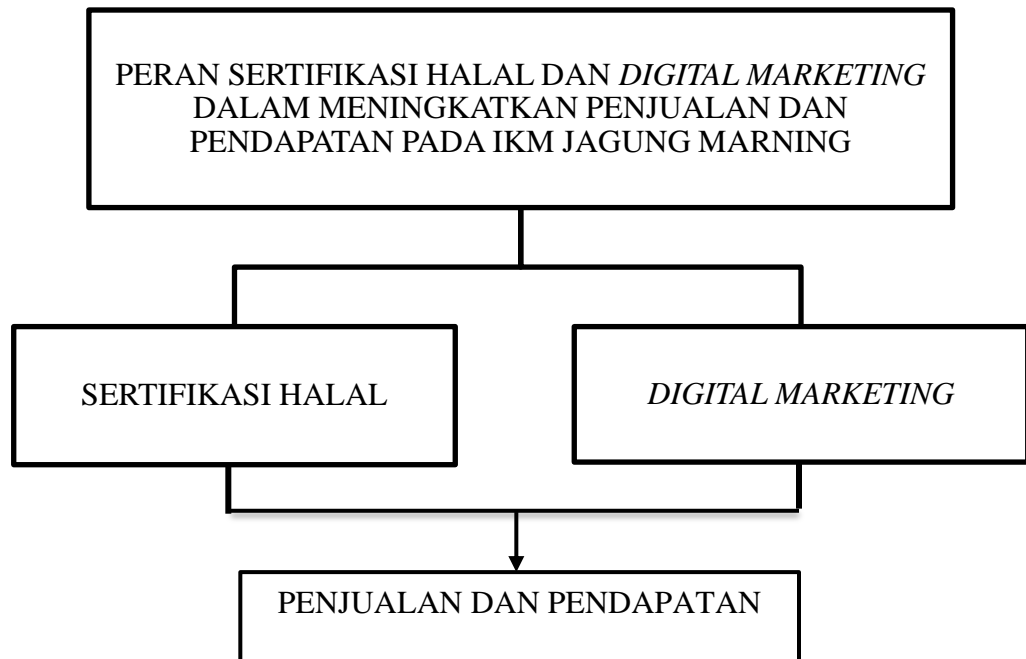 PERAN SERTIFIKASI HALAL DAN DIGITAL MARKETING
DALAM MENINGKATKAN PENJUALAN DAN
PENDAPATAN PADA IKM JAGUNG MARNING
SERTIFIKASI HALAL
DIGITAL MARKETING
PENJUALAN DAN PENDAPATAN